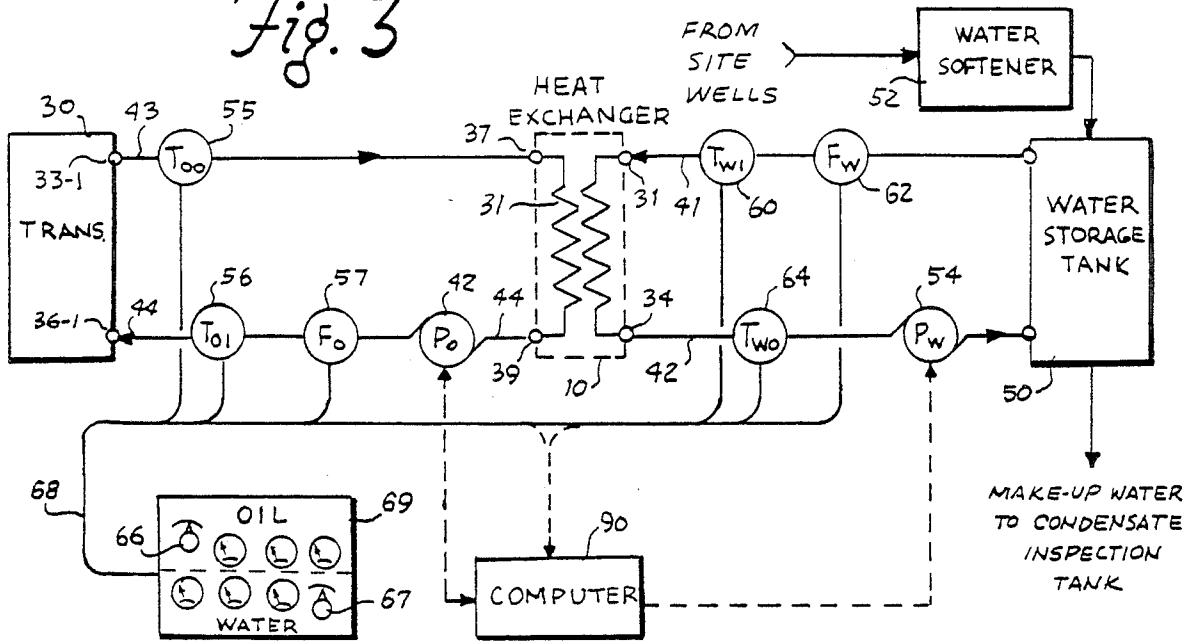 Fig. 3
FROM
SITE
WELLS
WATER
SOFTENER
52
HEAT
EXCHANGER
30
43
55
37
33-1
T00
31
31
41
TW1
60
FW
62
TRANS.
WATER
STORAGE
TANK
36-1
44
56
T01
57
F0
42
P0
44
39
10
34
42
64
TW0
54
PW
50
68
66
OIL
69
WATER
67
90
COMPUTER
MAKE-UP WATER
TO CONDENSATE
INSPECTION
TANK